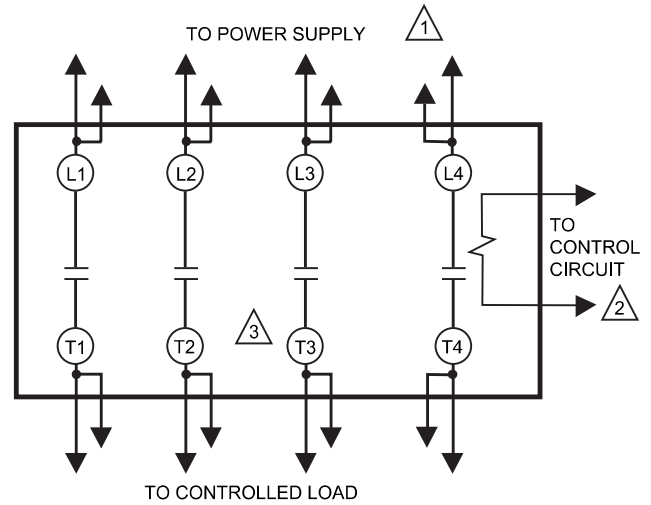 TO POWER SUPPLY
1
L1
L2
L3
L4
TO
CONTROL
CIRCUIT
2
3
T1
T2
T3
T4
TO CONTROLLED LOAD